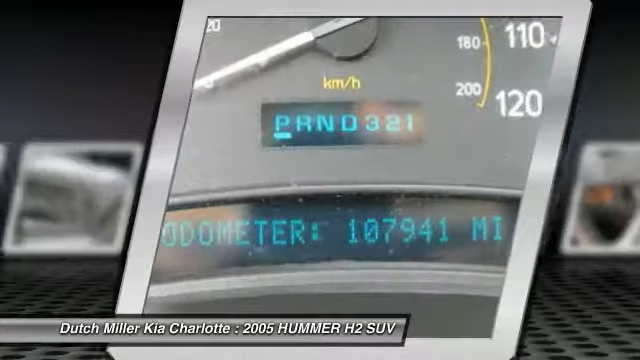 20
180
110
km/h
200
120
PRND321
ODOMETER: 107941 MI
Dutch Miller Kia Charlotte : 2005 HUMMER H2 SUV